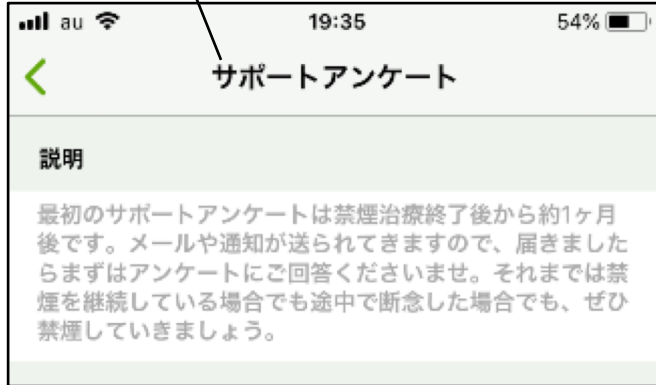 au 19:35 54%
サポートアンケート
説明
最初のサポートアンケートは禁煙治療終了後から約1ヶ月
後です。メールや通知が送られてきますので、届きました
らまずはアンケートにご回答くださいませ。それまでは禁
煙を継続している場合でも途中で断念した場合でも、ぜひ
禁煙していきましょう。